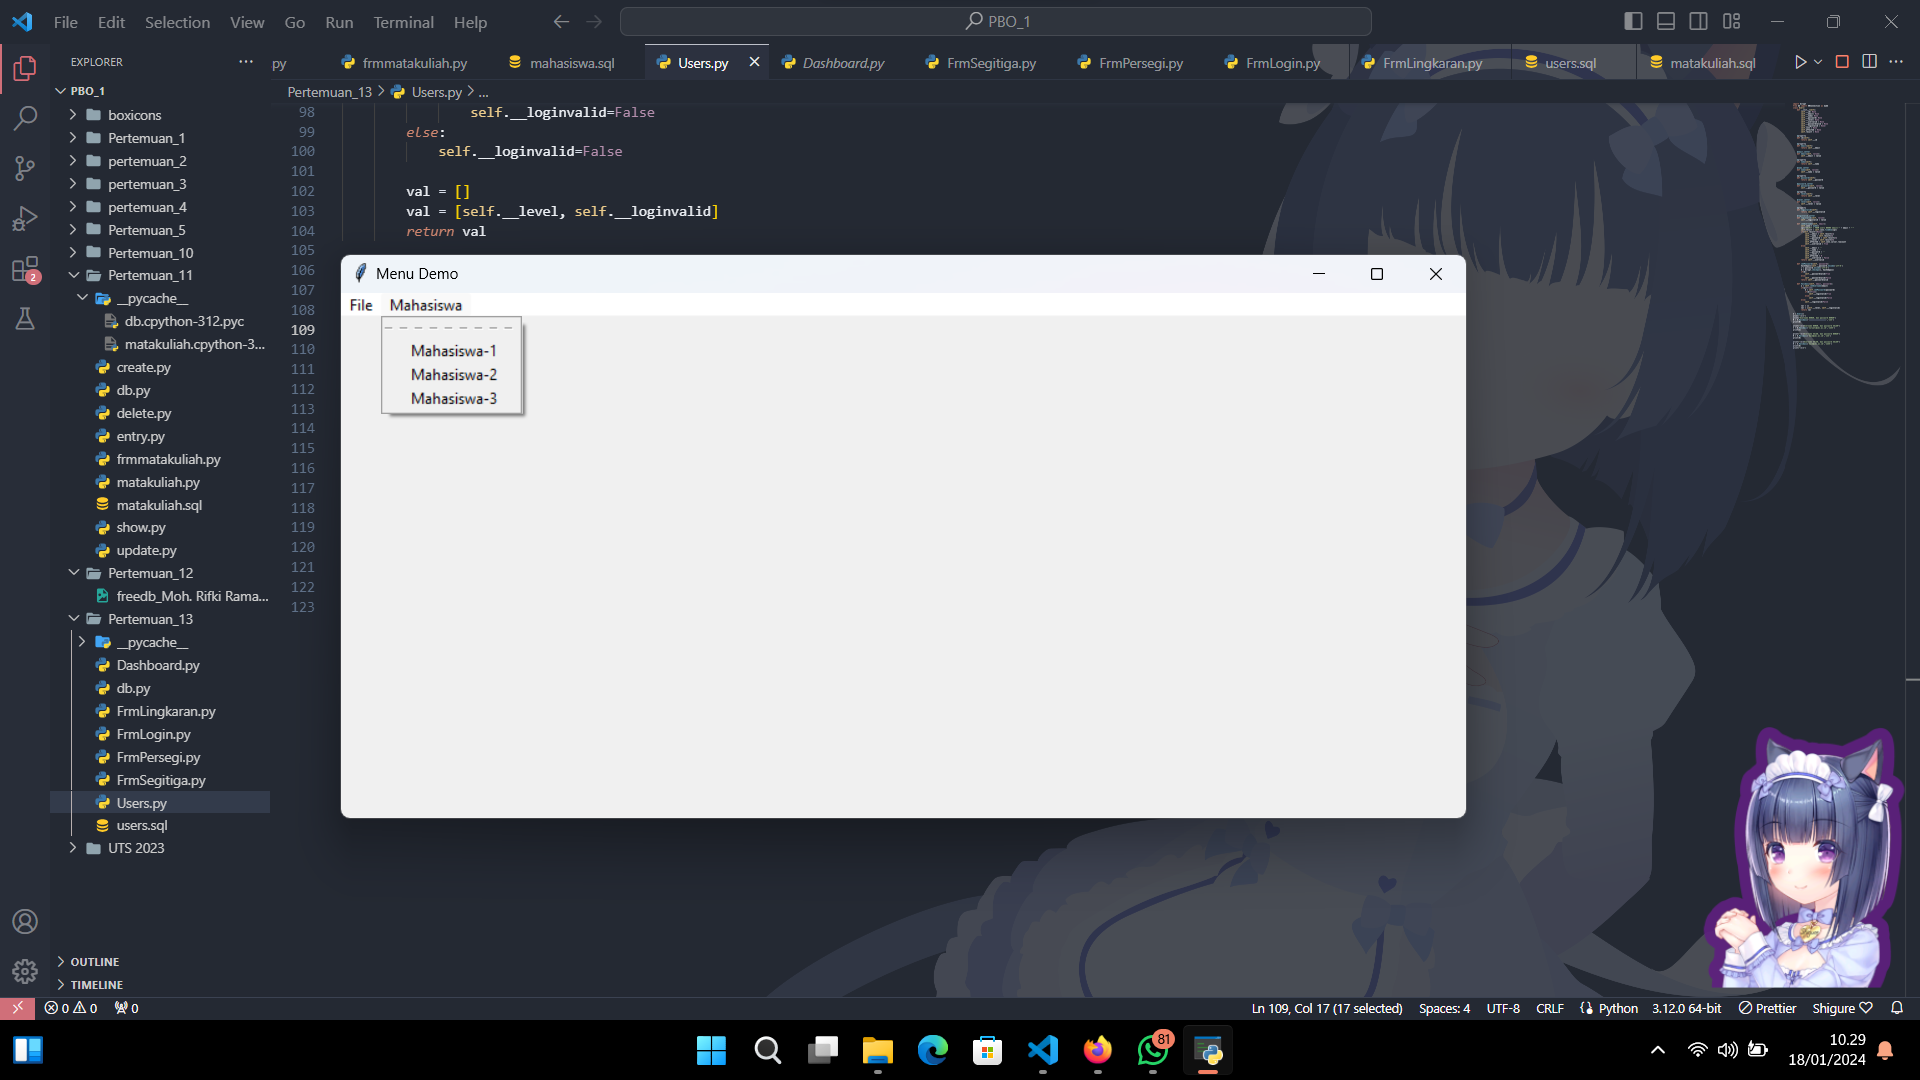 File Edit Selection View Go Run Terminal Help
PBO_1
EXPLORER
py
frmmatakuliah.py
mahasiswa.sql
Users.py
Dashboard.py
FrmSegitiga.py
FrmPersegi.py
FrmLogin.py
FrmLingkaran.py
users.sql
matakuliah.sql
Pertemuan_13 > Users.py > ...
PBO_1
boxicons
Pertemuan_1
pertemuan_2
pertemuan_3
pertemuan_4
Pertemuan_5
Pertemuan_10
Pertemuan_11
__pycache__
db.cpython-312.pyc
matakuliah.cpython-3...
create.py
db.py
delete.py
entry.py
frmmatakuliah.py
matakuliah.py
matakuliah.sql
show.py
update.py
Pertemuan_12
freedb_Moh. Rifki Rama...
Pertemuan_13
__pycache__
Dashboard.py
db.py
FrmLingkaran.py
FrmLogin.py
FrmPersegi.py
FrmSegitiga.py
Users.py
users.sql
UTS 2023
OUTLINE
TIMELINE
98 self.__loginvalid=False
99 else:
100 self.__loginvalid=False
101
102 val = []
103 val = [self.__level, self.__loginvalid]
104 return val
105
106
107
108
109
110
111
112
113
114
115
116
117
118
119
120
121
122
123
Menu Demo
File Mahasiswa
Mahasiswa-1
Mahasiswa-2
Mahasiswa-3
2
0 0 0
Ln 109, Col 17 (17 selected) Spaces: 4 UTF-8 CRLF Python 3.12.0 64-bit Prettier Shigure
81
10.29
18/01/2024